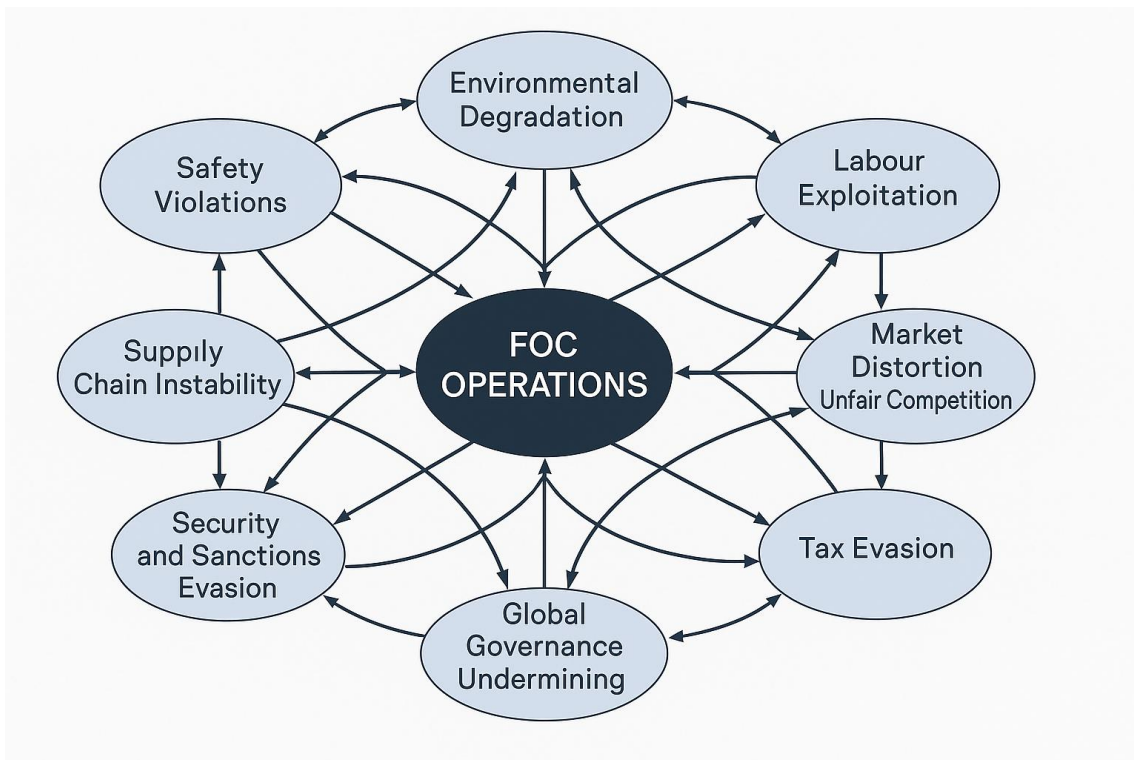 Environmental
Degradation
Safety
Violations
Labour
Exploitation
FOC
OPERATIONS
Suppıly
Chain Instability
Market
Distortion
Unfair Competition
Security
and Sanctions
Evasion
Tax Evasion
Global
Governance
Undermining